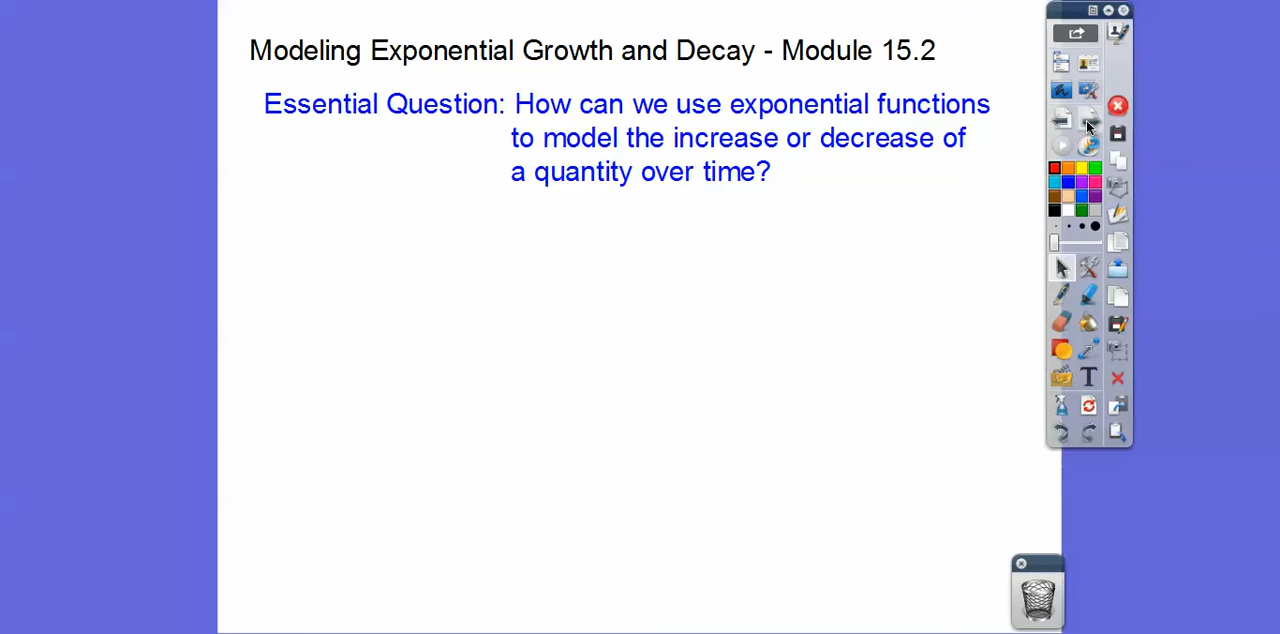 Modeling Exponential Growth and Decay - Module 15.2
Essential Question: How can we use exponential functions
to model the increase or decrease of
a quantity over time?
T